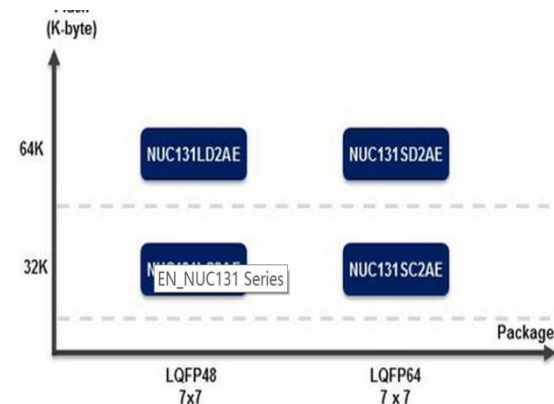 (K-byte)
64K
NUC131LD2AE
NUC131SD2AE
32K
EN_NUC131 Series
NUC131SC2AE
Package
LQFP48
7x7
LQFP64
7 x 7